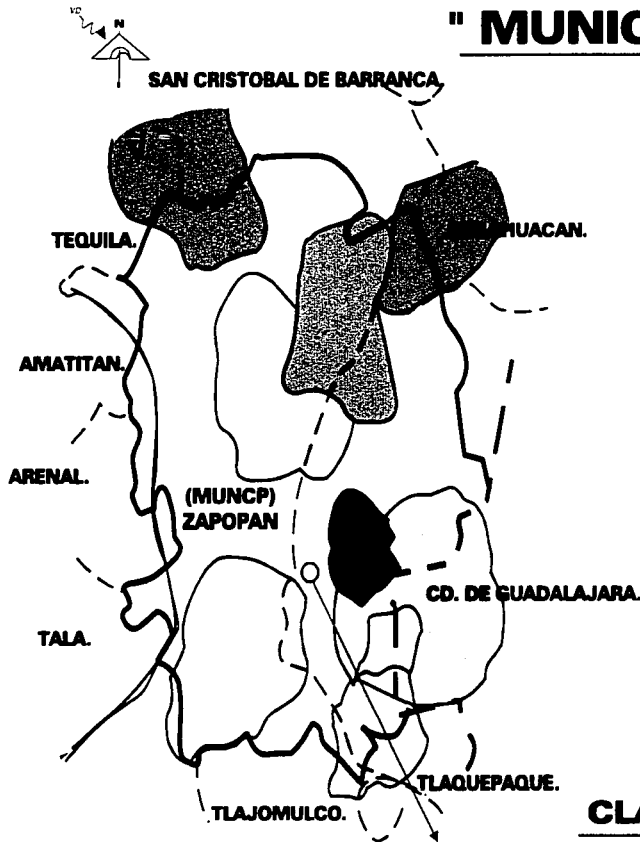 " MUNIC
N
SAN CRISTOBAL DE BARRANCA.
TEQUILA.
HUACAN.
AMATITAN.
ARENAL.
(MUNCP)
ZAPOPAN
CD. DE GUADALAJARA.
TALA.
TLAQUEPAQUE.
TLAJOMULCO.
CLA